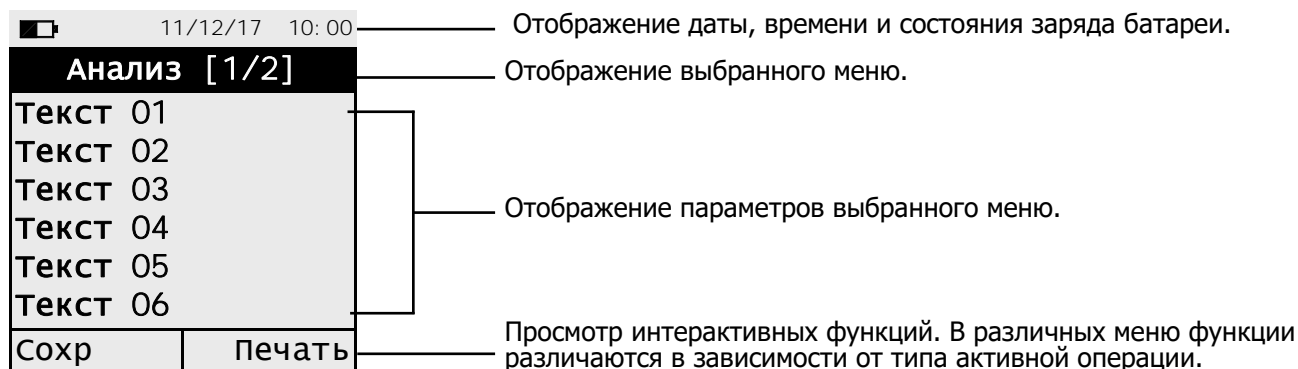 11/12/17 10:00
Отображение даты, времени и состояния заряда батареи.
Анализ [1/2]
Отображение выбранного меню.
Текст 01
Текст 02
Текст 03
Текст 04
Текст 05
Текст 06
Отображение параметров выбранного меню.
Сохр Печать
Просмотр интерактивных функций. В различных меню функции
различаются в зависимости от типа активной операции.